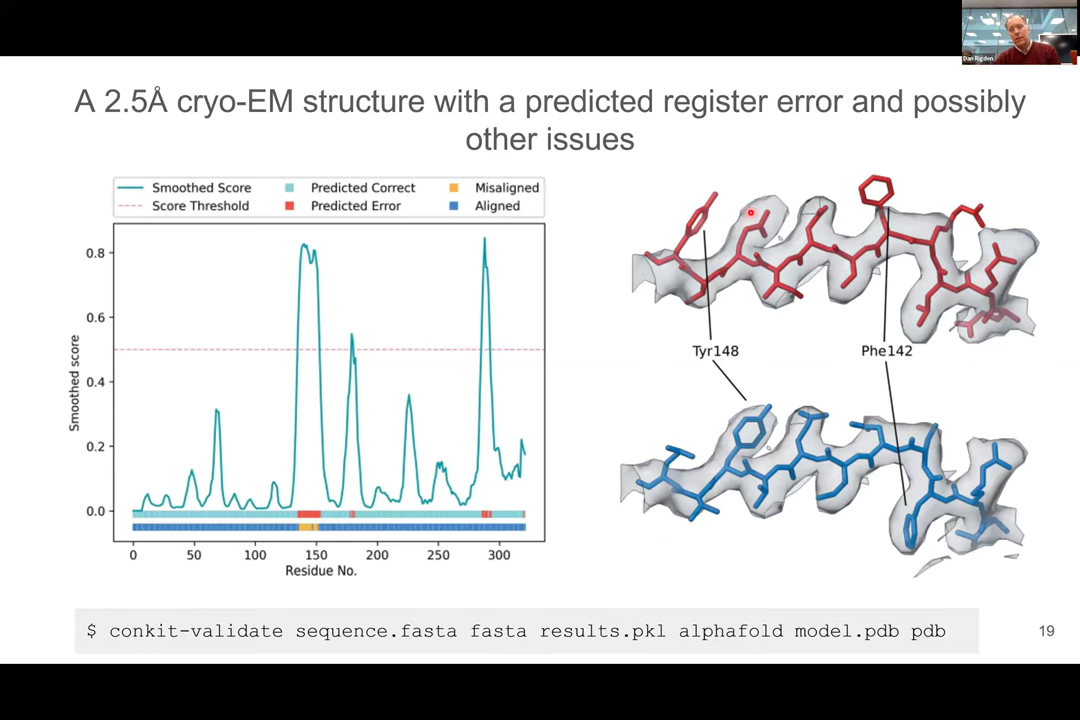 Dan Rigden
A 2.5Å cryo-EM structure with a predicted register error and possibly
other issues
Smoothed Score
Predicted Correct
Misaligned
Score Threshold
Predicted Error
Aligned
Smoothed score
0.8
0.6
0.4
0.2
0.0
0
50
100
150
200
250
300
Residue No.
Tyr148
Phe142
$ conkit-validate sequence.fasta fasta results.pkl alphafold model.pdb pdb
19